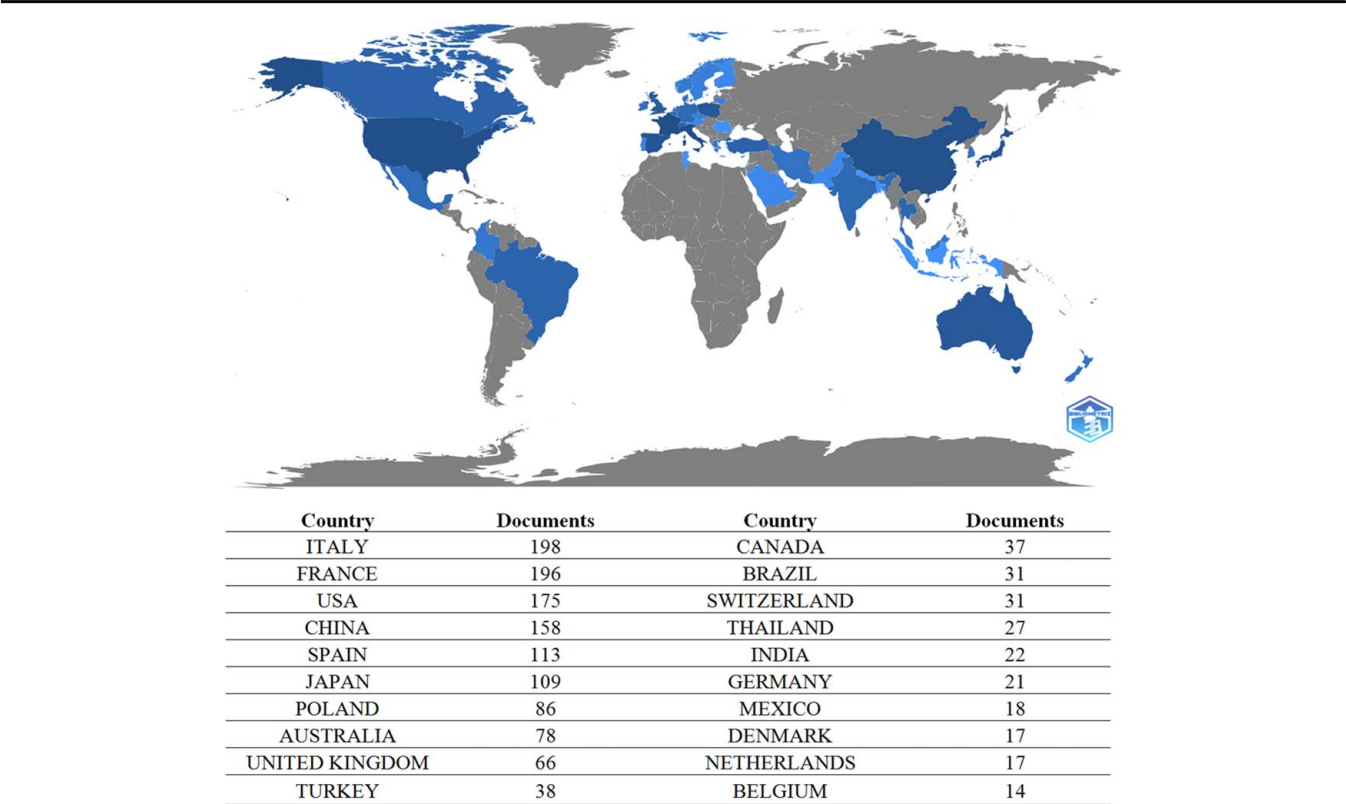 BIBLIOMETRIX
Country Documents Country Documents
ITALY 198 CANADA 37
FRANCE 196 BRAZIL 31
USA 175 SWITZERLAND 31
CHINA 158 THAILAND 27
SPAIN 113 INDIA 22
JAPAN 109 GERMANY 21
POLAND 86 MEXICO 18
AUSTRALIA 78 DENMARK 17
UNITED KINGDOM 66 NETHERLANDS 17
TURKEY 38 BELGIUM 14